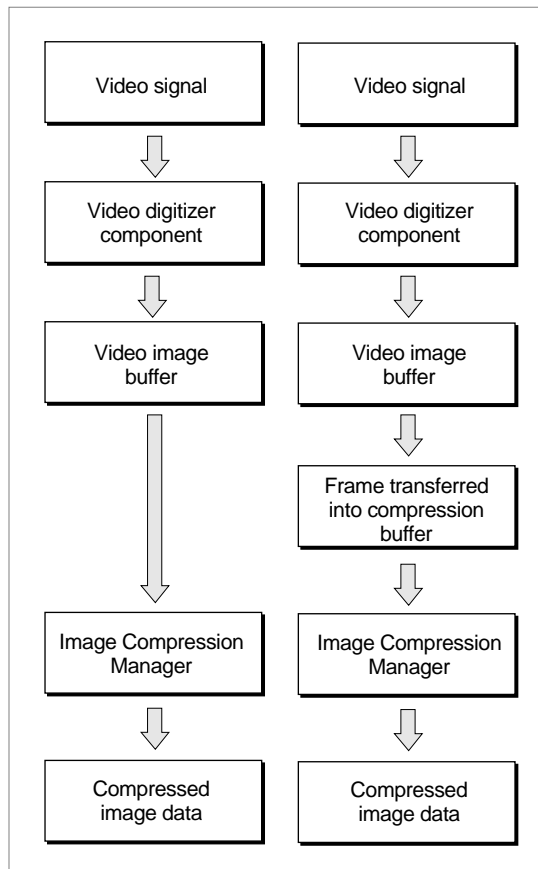 Video signal
Video digitizer
component
Video image
buffer
Image Compression
Manager
Compressed
image data
Video signal
Video digitizer
component
Video image
buffer
Frame transferred
into compression
buffer
Image Compression
Manager
Compressed
image data